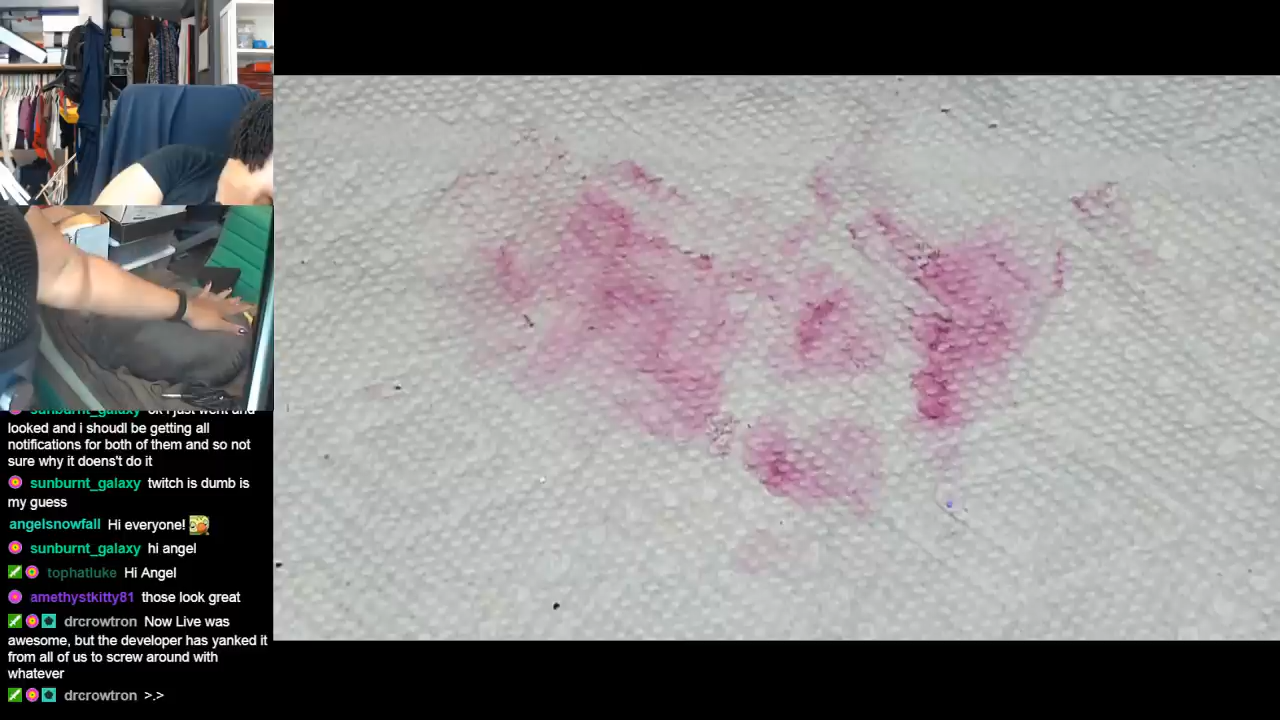 sunburnt_galaxy ok i just went and
looked and i shoudl be getting all
notifications for both of them and so not
sure why it doens't do it
sunburnt_galaxy twitch is dumb is
my guess
angelsnowfall Hi everyone!
sunburnt_galaxy hi angel
tophatluke Hi Angel
amethystkitty81 those look great
drcrowtron Now Live was
awesome, but the developer has yanked it
from all of us to screw around with
whatever
drcrowtron >.>